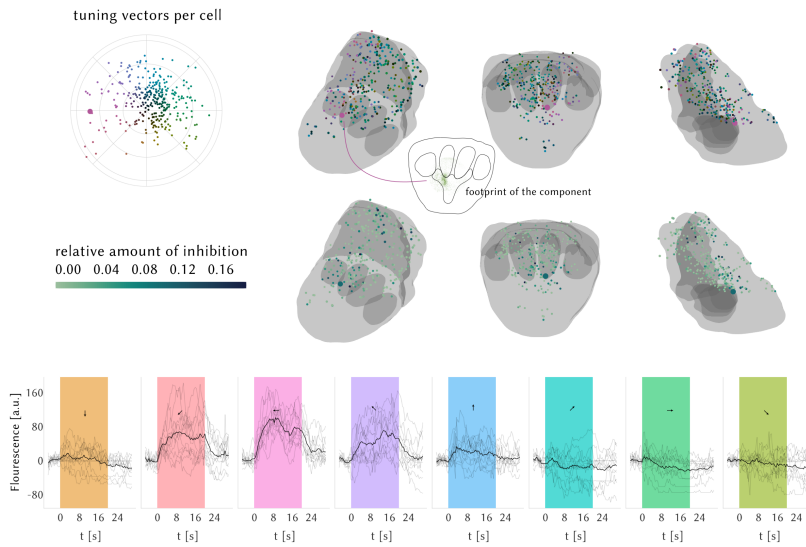 tuning vectors per cell
footprint of the component
relative amount of inhibition
0.00 0.04 0.08 0.12 0.16
Flourescence [a.u.]
160
80
0
-80
0 8 16 24 0 8 16 24 0 8 16 24 0 8 16 24 0 8 16 24 0 8 16 24 0 8 16 24 0 8 16 24
t [s] t [s] t [s] t [s] t [s] t [s] t [s] t [s]